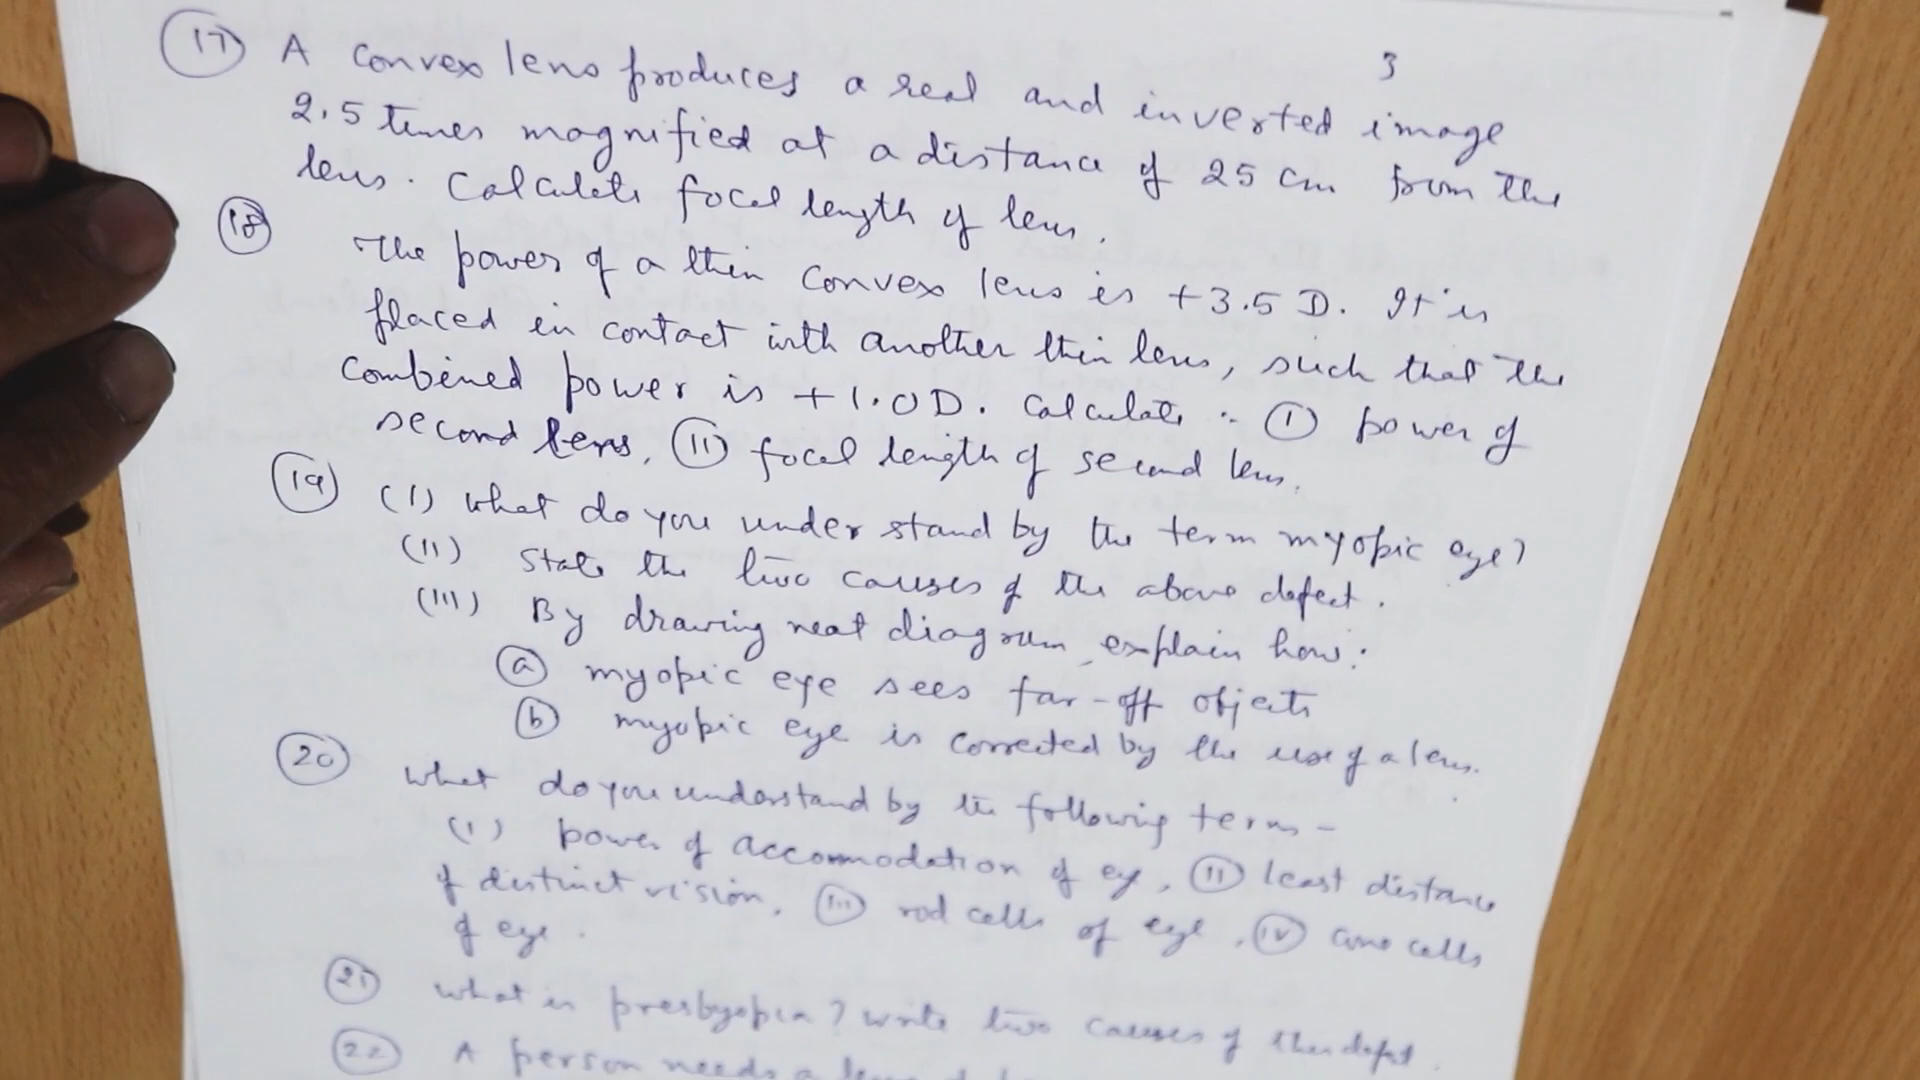 3
(17) A convex lens produces a real and inverted image
2.5 times magnified at a distance of 25 cm from the
lens. Calculate focal length of lens.
(18) The power of a thin convex lens is +3.5 D. It is
placed in contact with another thin lens, such that the
combined power is +1.0 D. Calculate :- (I) power of
second lens, (II) focal length of second lens.
(19) (I) What do you understand by the term myopic eye?
(II) State the two causes of the above defect.
(III) By drawing neat diagram, explain how:
(a) myopic eye sees far-off objects
(b) myopic eye is corrected by the use of a lens.
(20) What do you understand by the following terms -
(I) power of accommodation of eye, (II) least distance
of distinct vision, (III) rod cells of eye, (IV) cone cells
of eye.
(21) What is presbyopia? Write two causes of this defect.
(22) A person needs a lens of